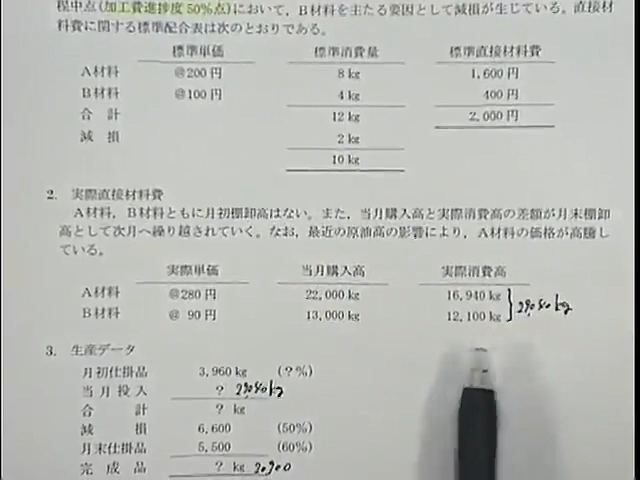 程中点(加工費進捗度50%点)において,B材料を主たる要因として減損が生じている。直接材
料費に関する標準配合表は次のとおりである。
標準単価 標準消費量 標準直接材料費
A材料 @200円 8kg 1,600円
B材料 @100円 4kg 400円
合計 12kg 2,000円
減損 2kg
10kg
2. 実際直接材料費
A材料,B材料ともに月初棚卸高はない。また,当月購入高と実際消費高の差額が月末棚卸
高として次月へ繰り越されていく。なお,最近の原油高の影響により,A材料の価格が高騰し
ている。
実際単価 当月購入高 実際消費高
A材料 @280円 22,000kg 16,940kg
B材料 @ 90円 13,000kg 12,100kg 29040kg
3. 生産データ
月初仕掛品 3,960kg (?%)
当月投入 ? 29040kg
合計 ? kg
減損 6,600 (50%)
月末仕掛品 5,500 (60%)
完成品 ? kg 20900